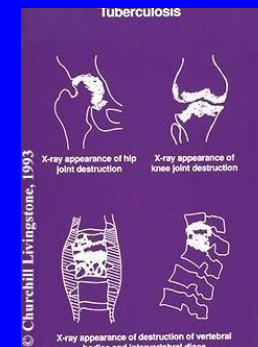 Tuberculosis
X-ray appearance of hip
joint destruction
X-ray appearance of
knee joint destruction
© Churchill Livingstone, 1993
X-ray appearance of destruction of vertebral
bodies and intervertebral discs